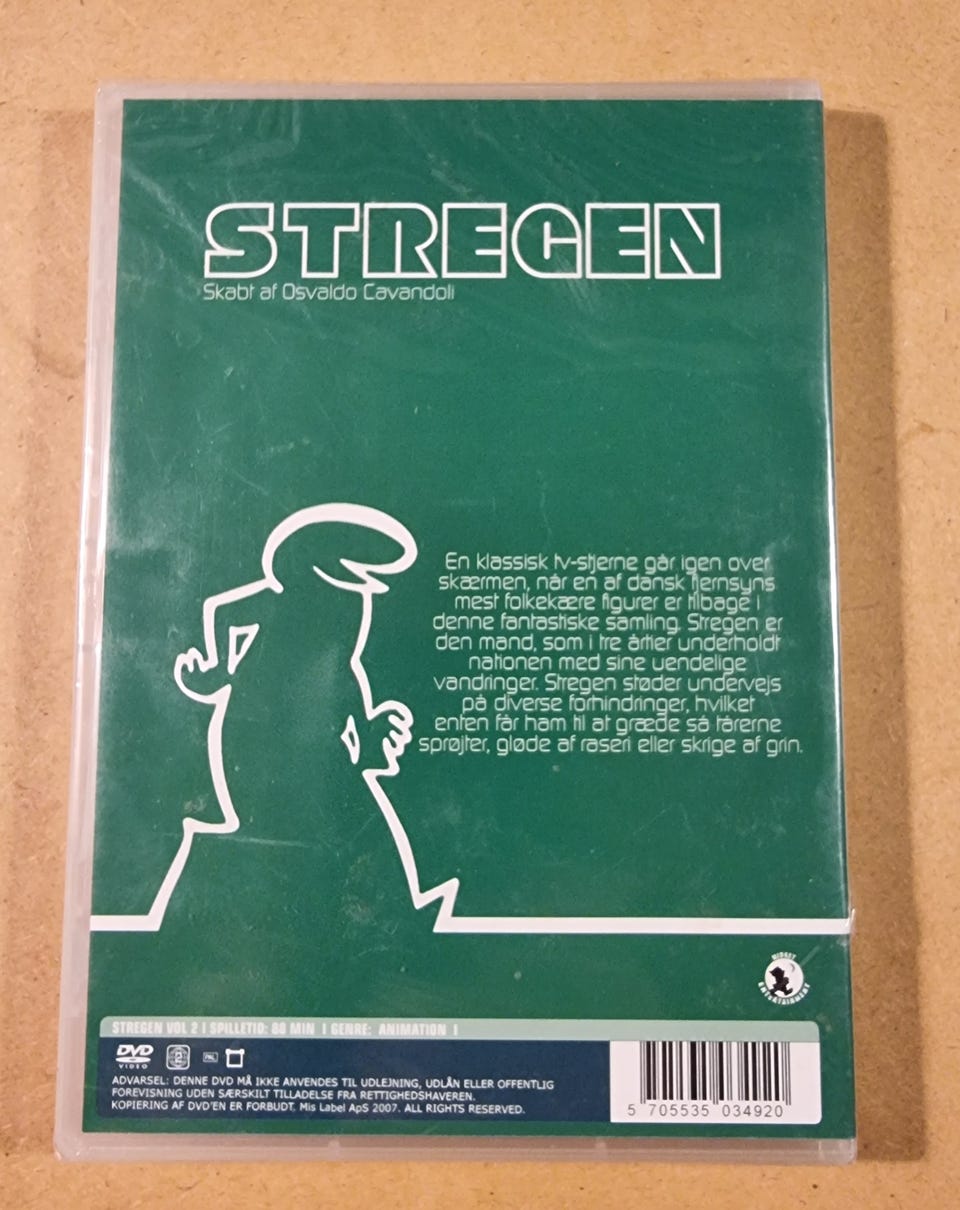 STREGEN
Skabt af Osvaldo Cavandoli
En klassisk tv-stjerne går igen over
skærmen, når en af dansk fjernsyns
mest folkekære figurer er tilbage i
denne fantastiske samling. Stregen er
den mand, som i tre årtier underholdt
nationen med sine uendelige
vandringer. Stregen støder undervejs
på diverse forhindringer, hvilket
enten får ham til at græde så tårerne
sprøjter, gløde af raseri eller skrige af grin.
MIDGET
ENTERTAINMENT
STREGEN VOL 2 I SPILLETID: 80 MIN I GENRE: ANIMATION I
DVD
VIDEO
2
PAL
ADVARSEL: DENNE DVD MÅ IKKE ANVENDES TIL UDLEJNING, UDLÅN ELLER OFFENTLIG
FOREVISNING UDEN SÆRSKILT TILLADELSE FRA RETTIGHEDSHAVEREN.
KOPIERING AF DVD'EN ER FORBUDT. Mis Label ApS 2007. ALL RIGHTS RESERVED.
5 705535 034920